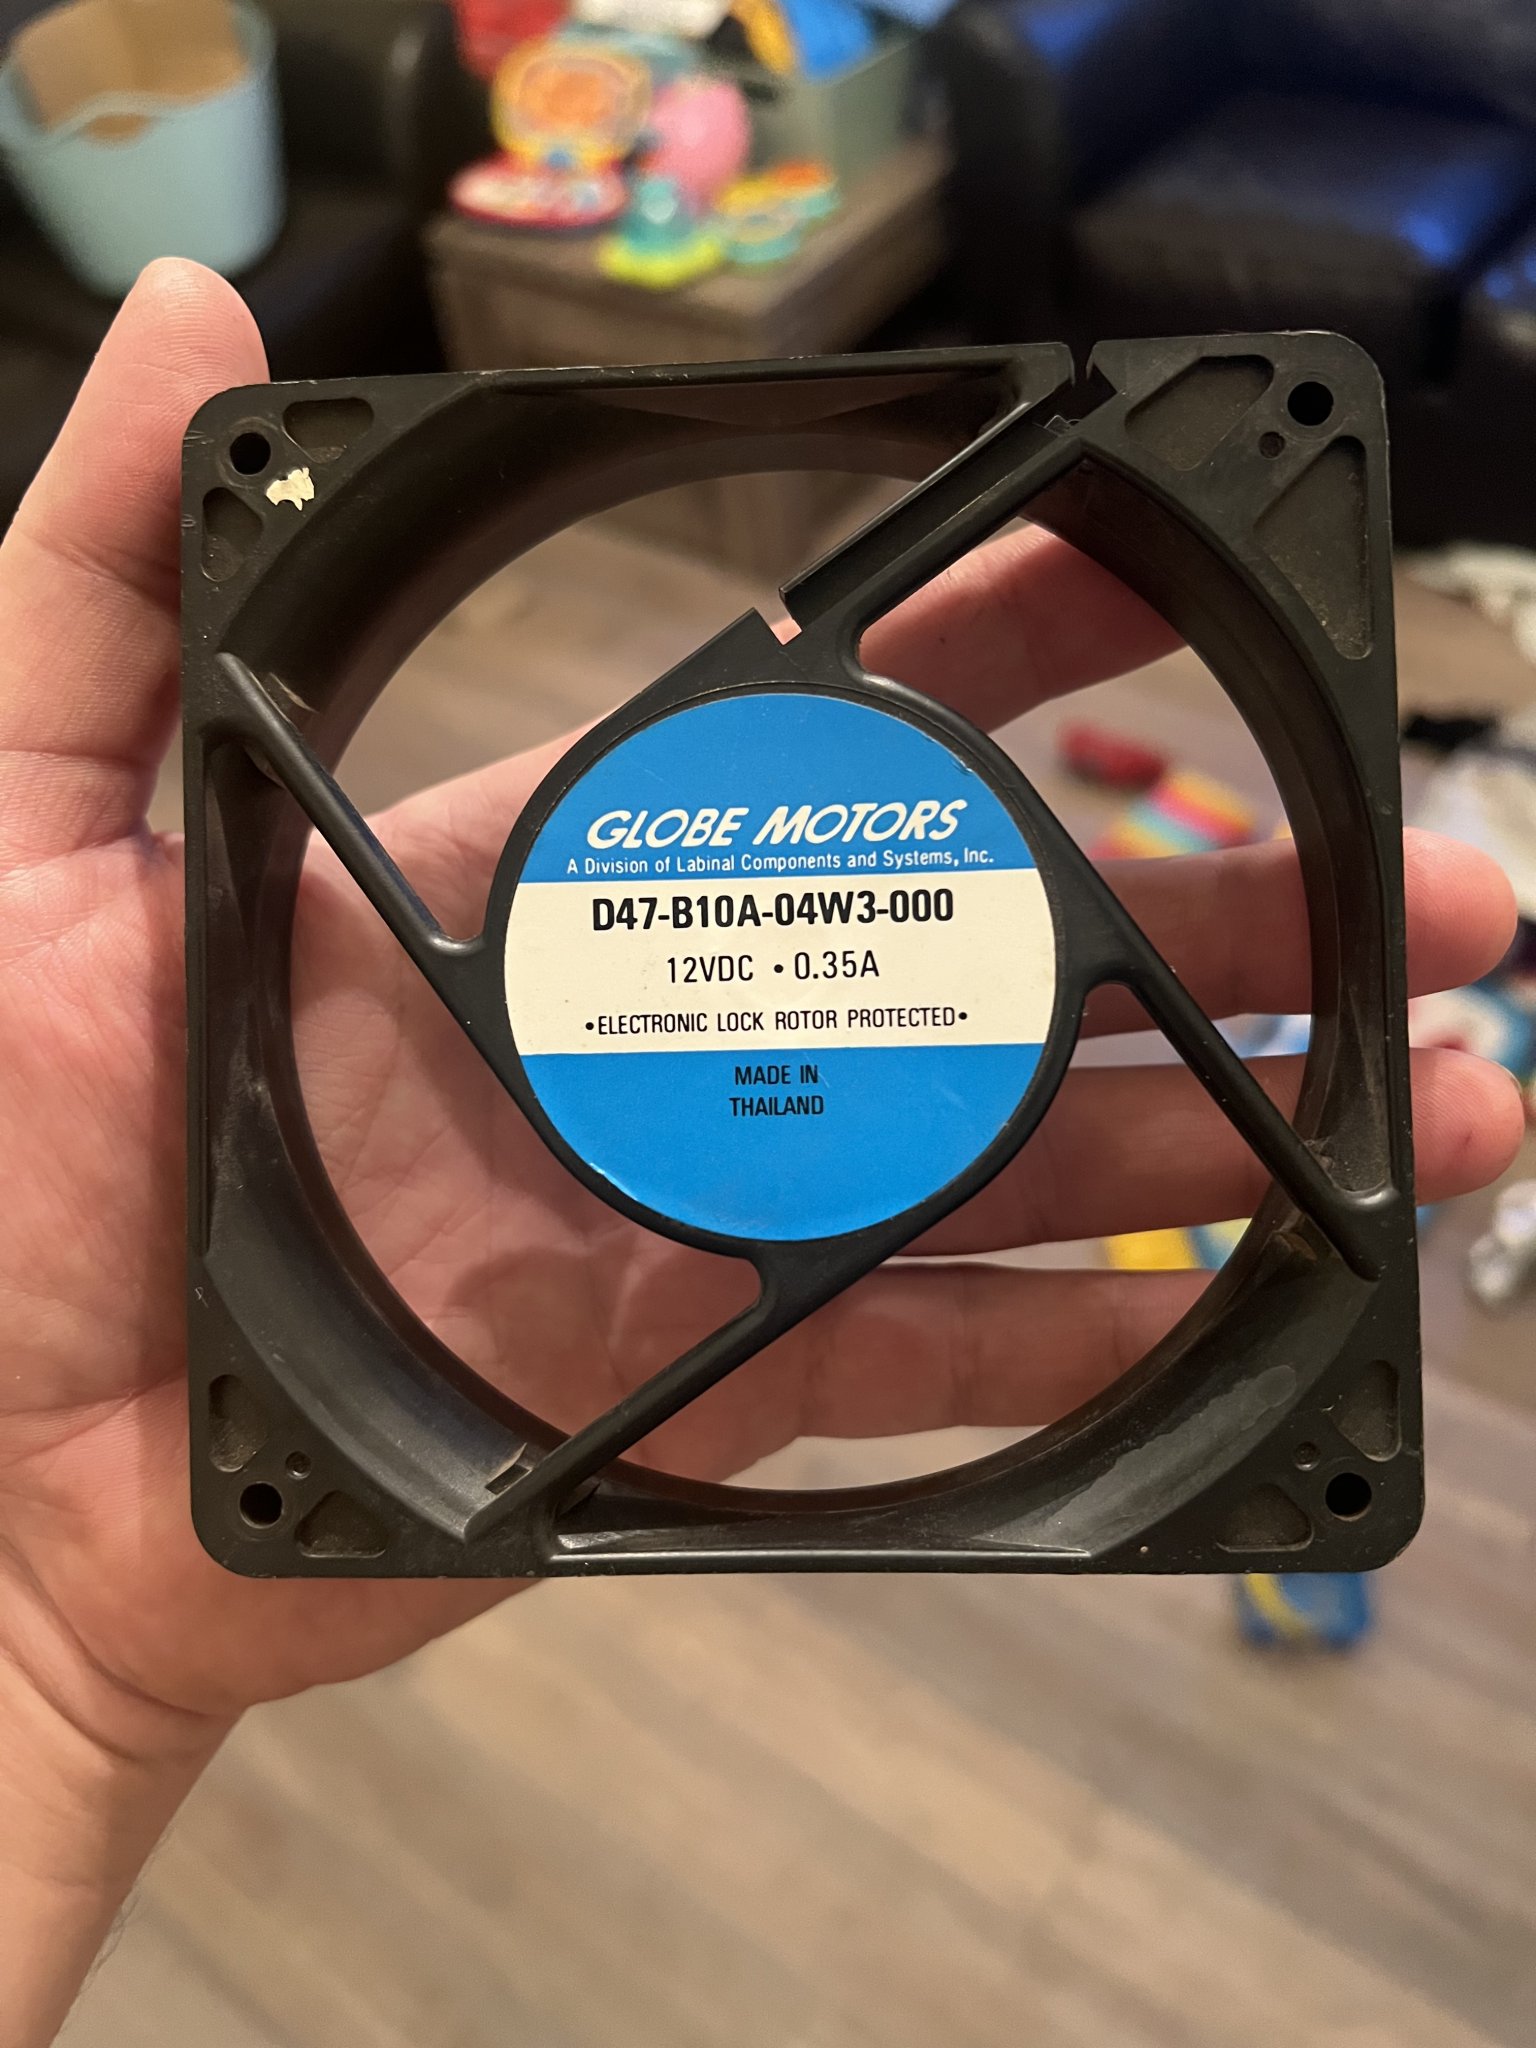 GLOBE MOTORS
A Division of Labinal Components and Systems, Inc.
D47-B10A-04W3-000
12VDC • 0.35A
•ELECTRONIC LOCK ROTOR PROTECTED•
MADE IN
THAILAND